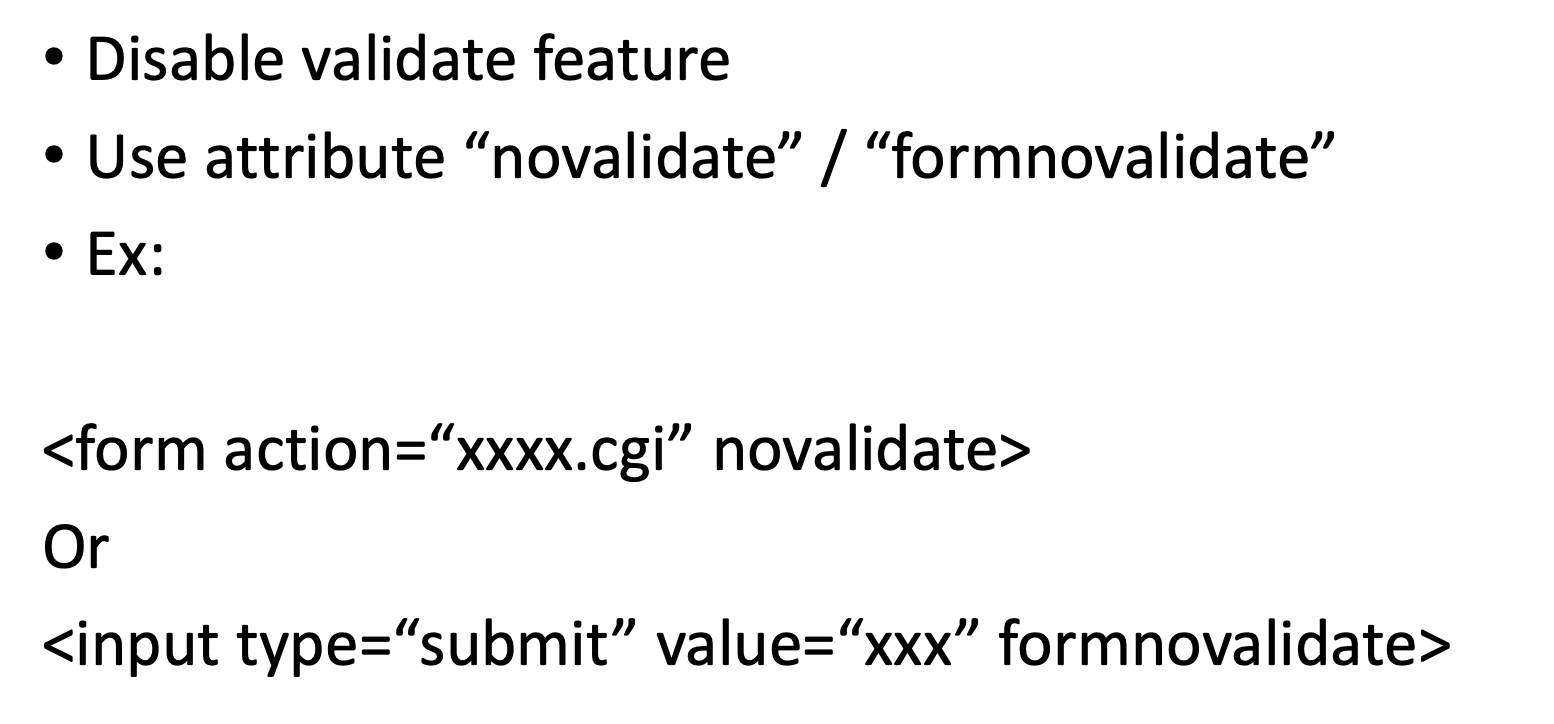 • Disable validate feature
• Use attribute “novalidate” / “formnovalidate”
• Ex:
<form action=“xxxx.cgi” novalidate>
Or
<input type=“submit” value=“xxx” formnovalidate>